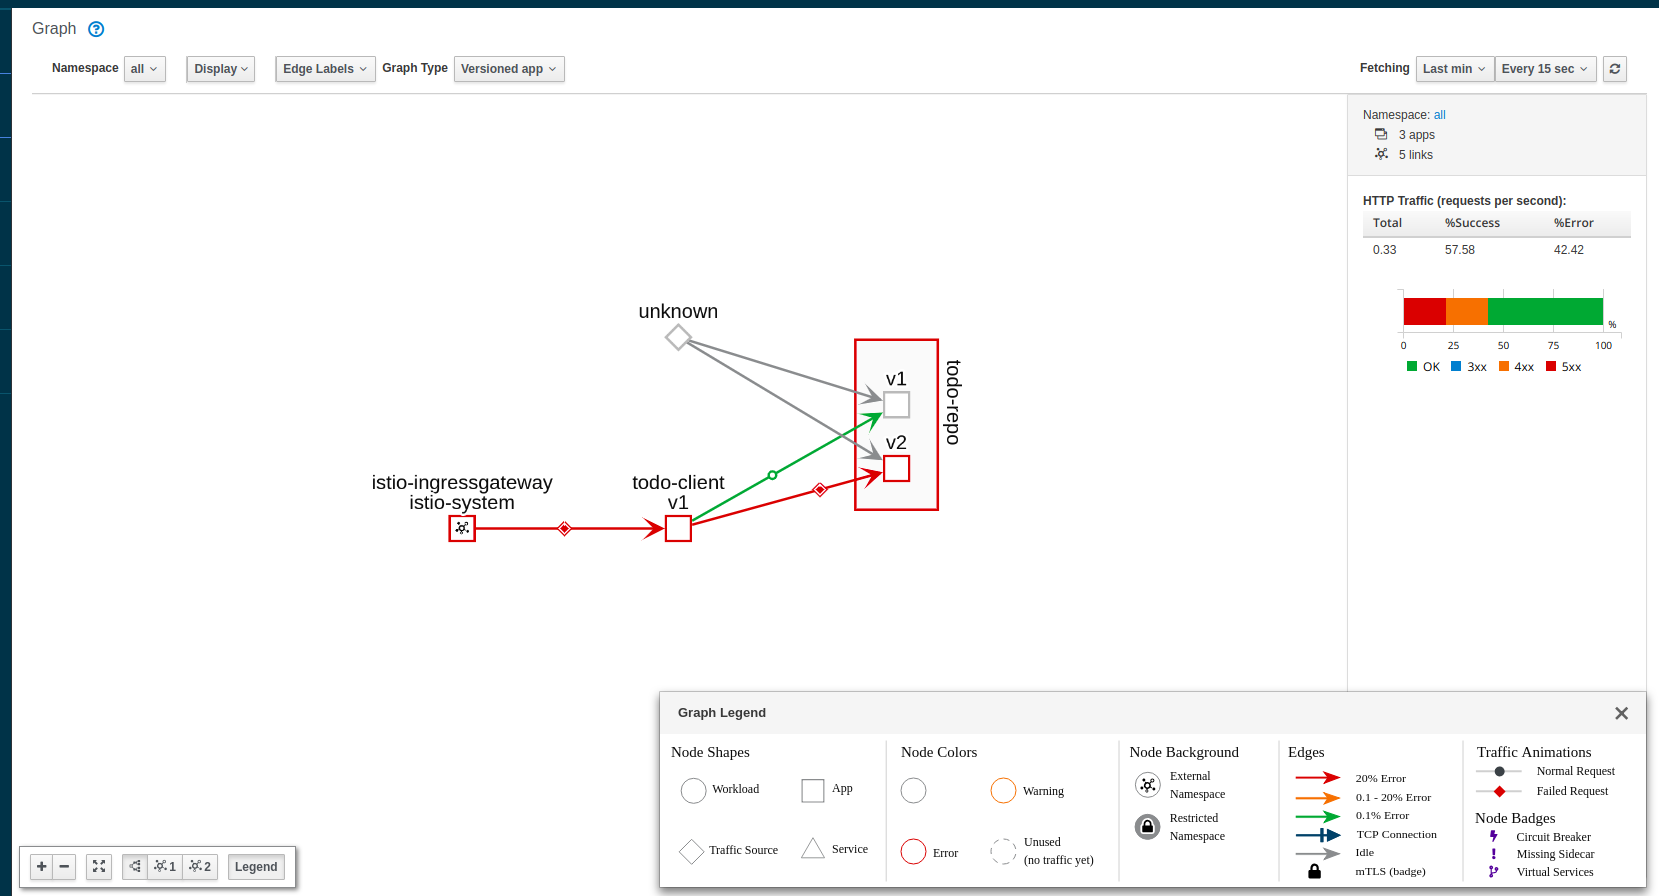 Graph ?
Namespace all Display Edge Labels Graph Type Versioned app Fetching Last min Every 15 sec
Namespace: all
3 apps
5 links
HTTP Traffic (requests per second):
Total %Success %Error
0.33 57.58 42.42
%
0 25 50 75 100
OK 3xx 4xx 5xx
unknown
v1
v2
todo-repo
istio-ingressgateway
istio-system
todo-client
v1
Graph Legend
Node Shapes
Workload App
Traffic Source Service
Node Colors
Warning
Error
Unused
(no traffic yet)
Node Background
External
Namespace
Restricted
Namespace
Edges
20% Error
0.1 - 20% Error
0.1% Error
TCP Connection
Idle
mTLS (badge)
Traffic Animations
Normal Request
Failed Request
Node Badges
Circuit Breaker
Missing Sidecar
Virtual Services
1 2 Legend